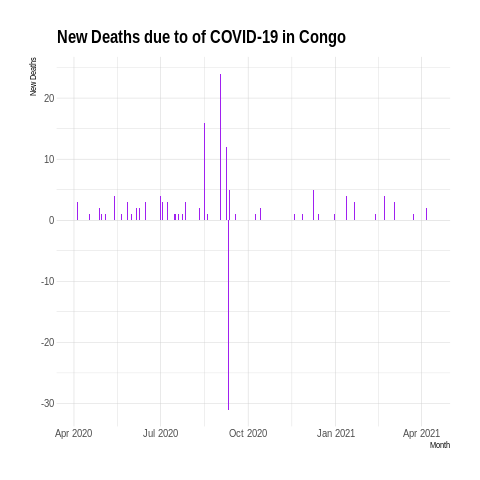 New Deaths due to of COVID-19 in Congo
New Deaths
20
10
0
-10
-20
-30
Apr 2020 Jul 2020 Oct 2020 Jan 2021 Apr 2021
Month